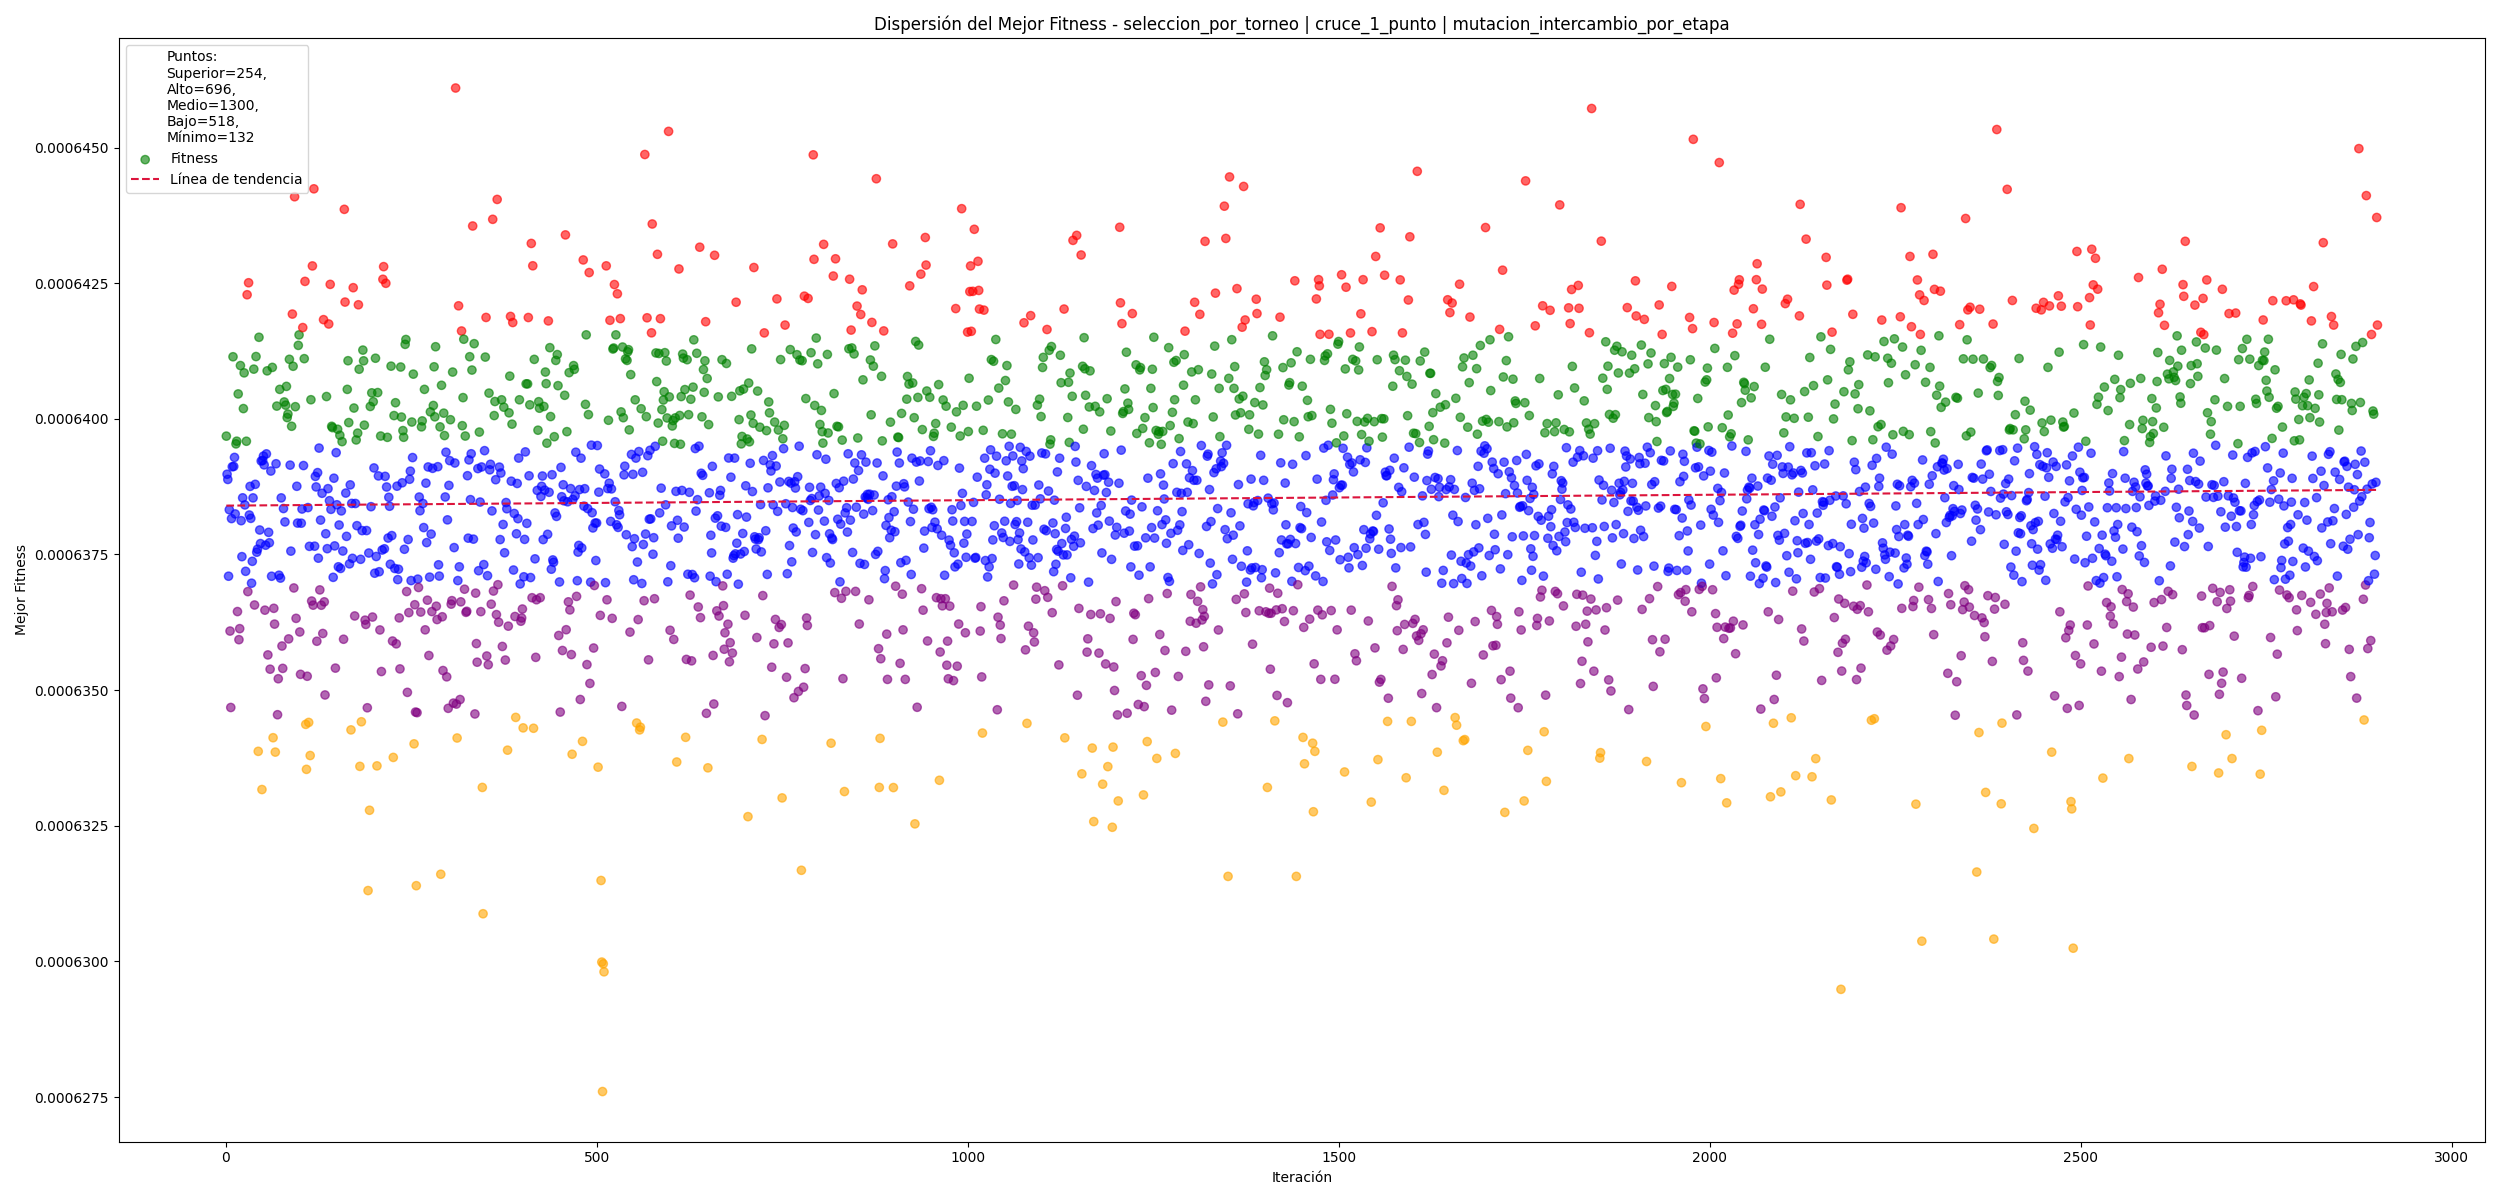 Dispersión del Mejor Fitness - seleccion_por_torneo | cruce_1_punto | mutacion_intercambio_por_etapa
Puntos:
Superior=254,
Alto=696,
Medio=1300,
Bajo=518,
Mínimo=132
Fitness
Línea de tendencia
Mejor Fitness
0.0006450
0.0006425
0.0006400
0.0006375
0.0006350
0.0006325
0.0006300
0.0006275
0
500
1000
1500
2000
2500
3000
Iteración